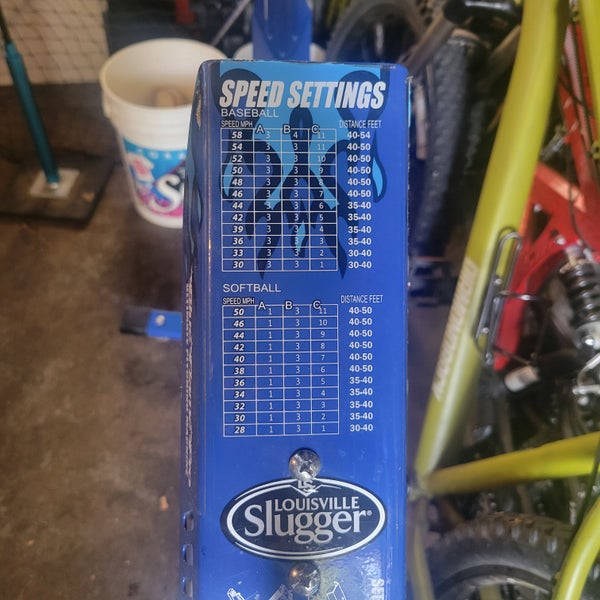 SPEED SETTINGS
BASEBALL
SPEED MPH A B C DISTANCE FEET
58 3 4 11 40-54
54 3 3 11 40-50
52 3 3 10 40-50
50 3 3 9 40-50
48 3 3 8 40-50
46 3 3 7 40-50
44 3 3 6 35-40
42 3 3 5 35-40
39 3 3 4 35-40
36 3 3 3 35-40
33 3 3 2 30-40
30 3 3 1 30-40
SOFTBALL
SPEED MPH A B C DISTANCE FEET
50 1 3 11 40-50
46 1 3 10 40-50
44 1 3 9 40-50
42 1 3 8 40-50
40 1 3 7 40-50
38 1 3 6 40-50
36 1 3 5 35-40
34 1 3 4 35-40
32 1 3 3 35-40
30 1 3 2 35-40
28 1 3 1 30-40
LS
LOUISVILLE
Slugger®